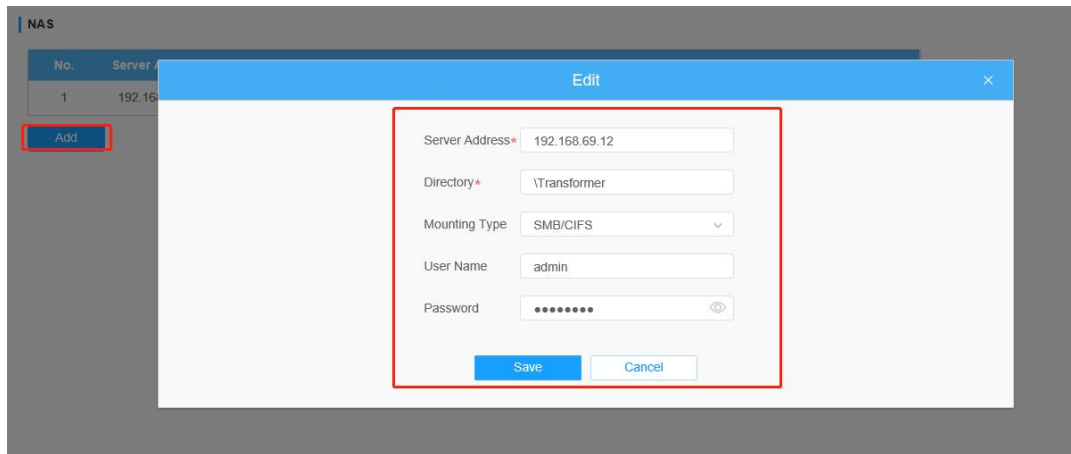 NAS
No. Server
Edit
1 192.16
Add
Server Address* 192.168.69.12
Directory* \Transformer
Mounting Type SMB/CIFS
User Name admin
Password ••••••••
Save Cancel